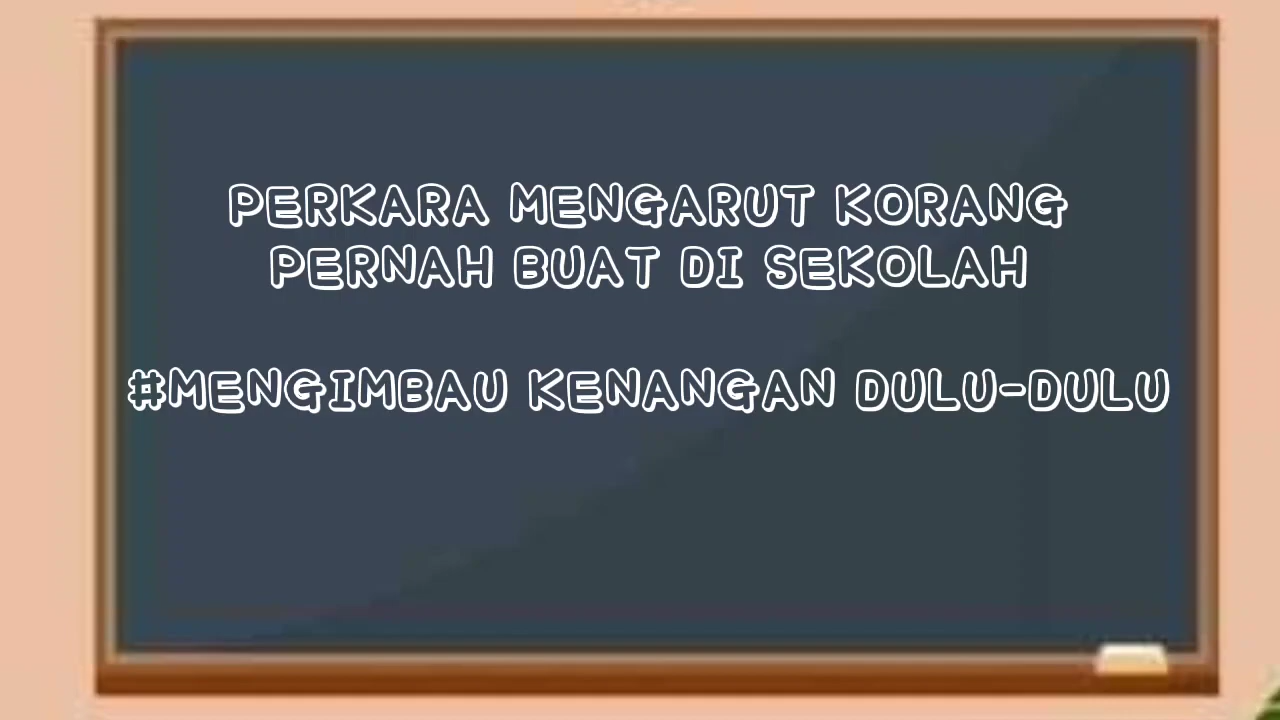 PERKARA MENGARUT KORANG
PERNAH BUAT DI SEKOLAH
#MENGIMBAU KENANGAN DULU-DULU